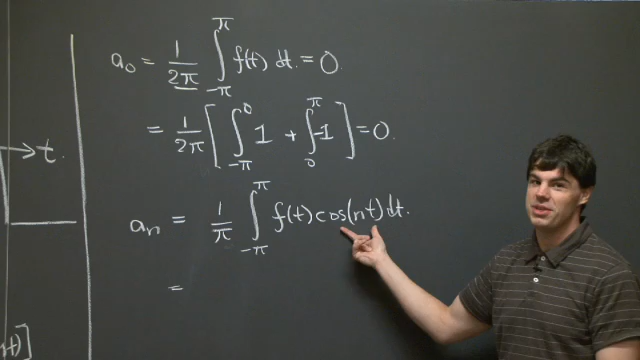 a₀ = 1/2π ∫_{-π}^{π} f(t) dt. = 0.
= 1/2π [ ∫_{-π}^{0} 1 + ∫_{0}^{π} -1 ] = 0.
→ t.
aₙ = 1/π ∫_{-π}^{π} f(t) cos(nt) dt.
=
t)]